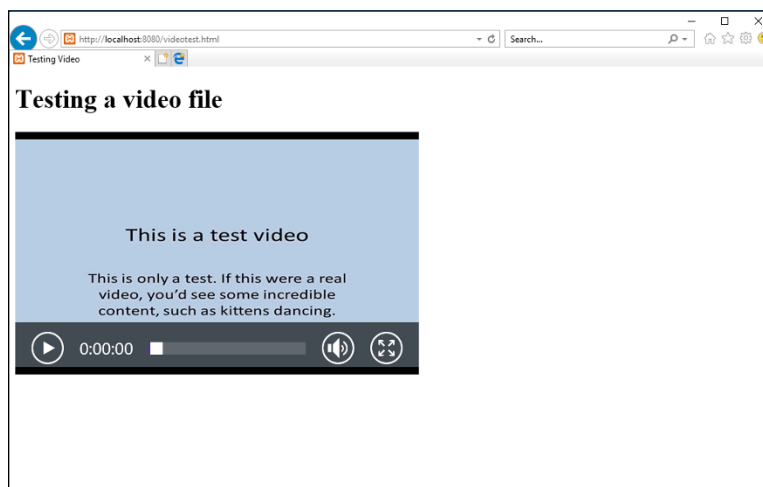 http://localhost:8080/videotest.html
Search...
Testing Video
Testing a video file
This is a test video
This is only a test. If this were a real
video, you'd see some incredible
content, such as kittens dancing.
0:00:00